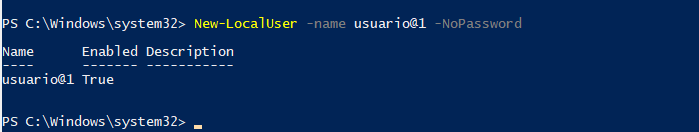 PS C:\Windows\system32> New-LocalUser -name usuario@1 -NoPassword
Name      Enabled Description
----      ------- -----------
usuario@1 True
PS C:\Windows\system32> _